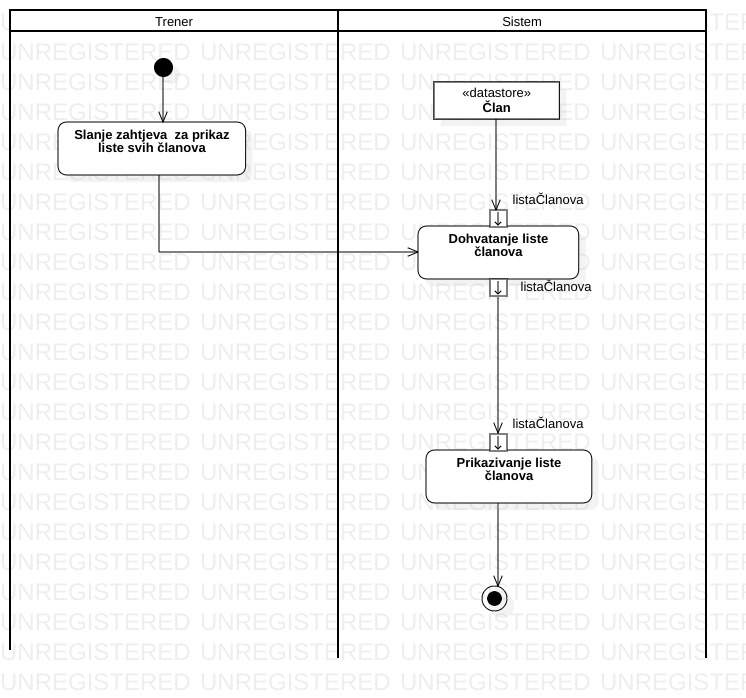 Trener
Sistem
«datastore»
Član
Slanje zahtjeva  za prikaz
liste svih članova
listaČlanova
Dohvatanje liste
članova
listaČlanova
listaČlanova
Prikazivanje liste
članova
UNREGISTERED UNREGISTERED UNREGISTERED UNREGISTERED